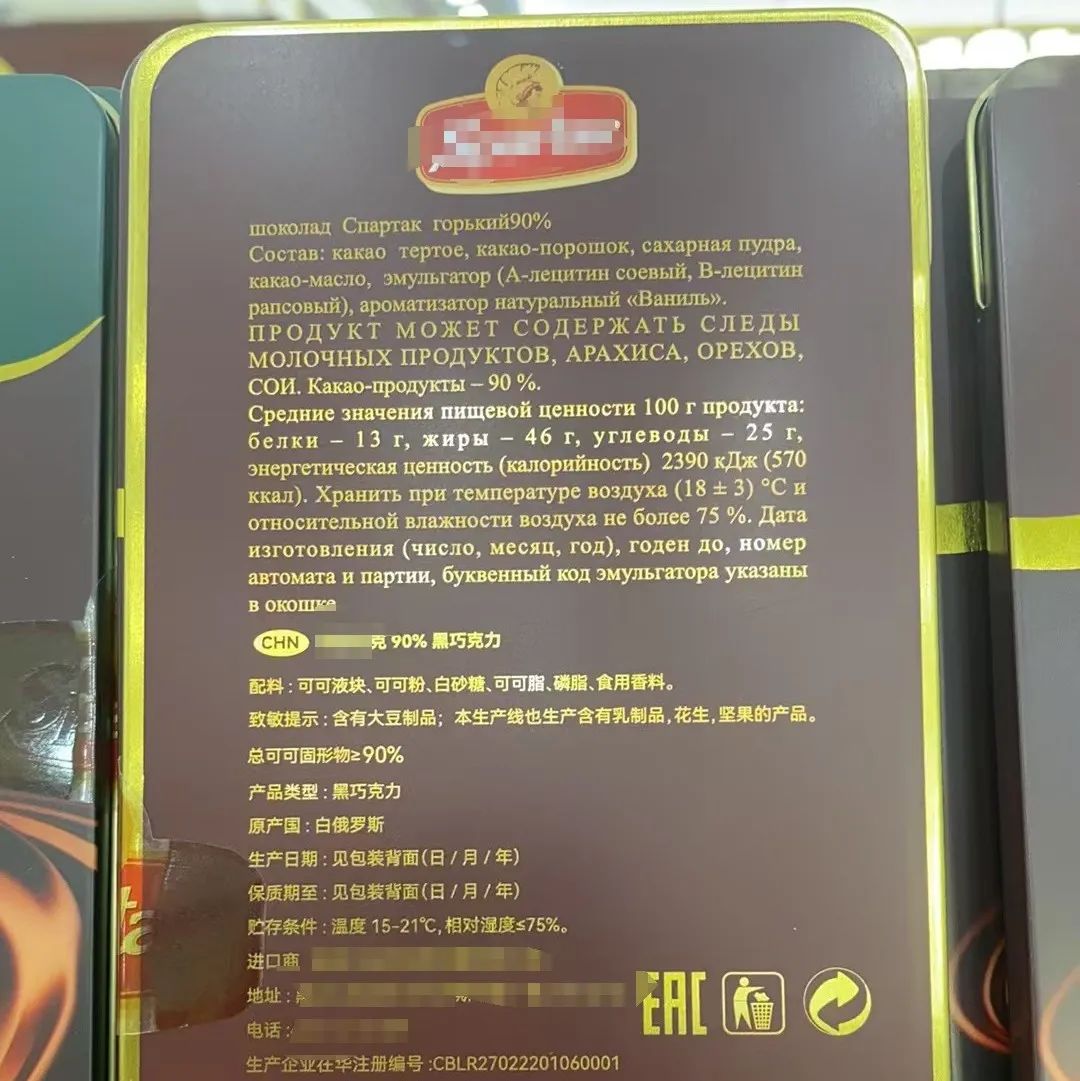 шоколад Спартак горький90%
Состав: какао тертое, какао-порошок, сахарная пудра,
какао-масло, эмульгатор (А-лецитин соевый, В-лецитин
рапсовый), ароматизатор натуральный «Ваниль».
ПРОДУКТ МОЖЕТ СОДЕРЖАТЬ СЛЕДЫ
МОЛОЧНЫХ ПРОДУКТОВ, АРАХИСА, ОРЕХОВ,
СОИ. Какао-продукты – 90 %.
Средние значения пищевой ценности 100 г продукта:
белки – 13 г, жиры – 46 г, углеводы – 25 г,
энергетическая ценность (калорийность) 2390 кДж (570
ккал). Хранить при температуре воздуха (18 ± 3) °С и
относительной влажности воздуха не более 75 %. Дата
изготовления (число, месяц, год), годен до, номер
автомата и партии, буквенный код эмульгатора указаны
в окошке
CHN 克 90% 黑巧克力
配料：可可液块、可可粉、白砂糖、可可脂、磷脂、食用香料。
致敏提示：含有大豆制品；本生产线也生产含有乳制品，花生，坚果的产品。
总可可固形物≥90%
产品类型：黑巧克力
原产国：白俄罗斯
生产日期：见包装背面（日/月/年）
保质期至：见包装背面（日/月/年）
贮存条件：温度 15-21℃，相对湿度≤75%。
进口商
地址：
电话：
EAC
生产企业在华注册编号：CBLR27022201060001
ta